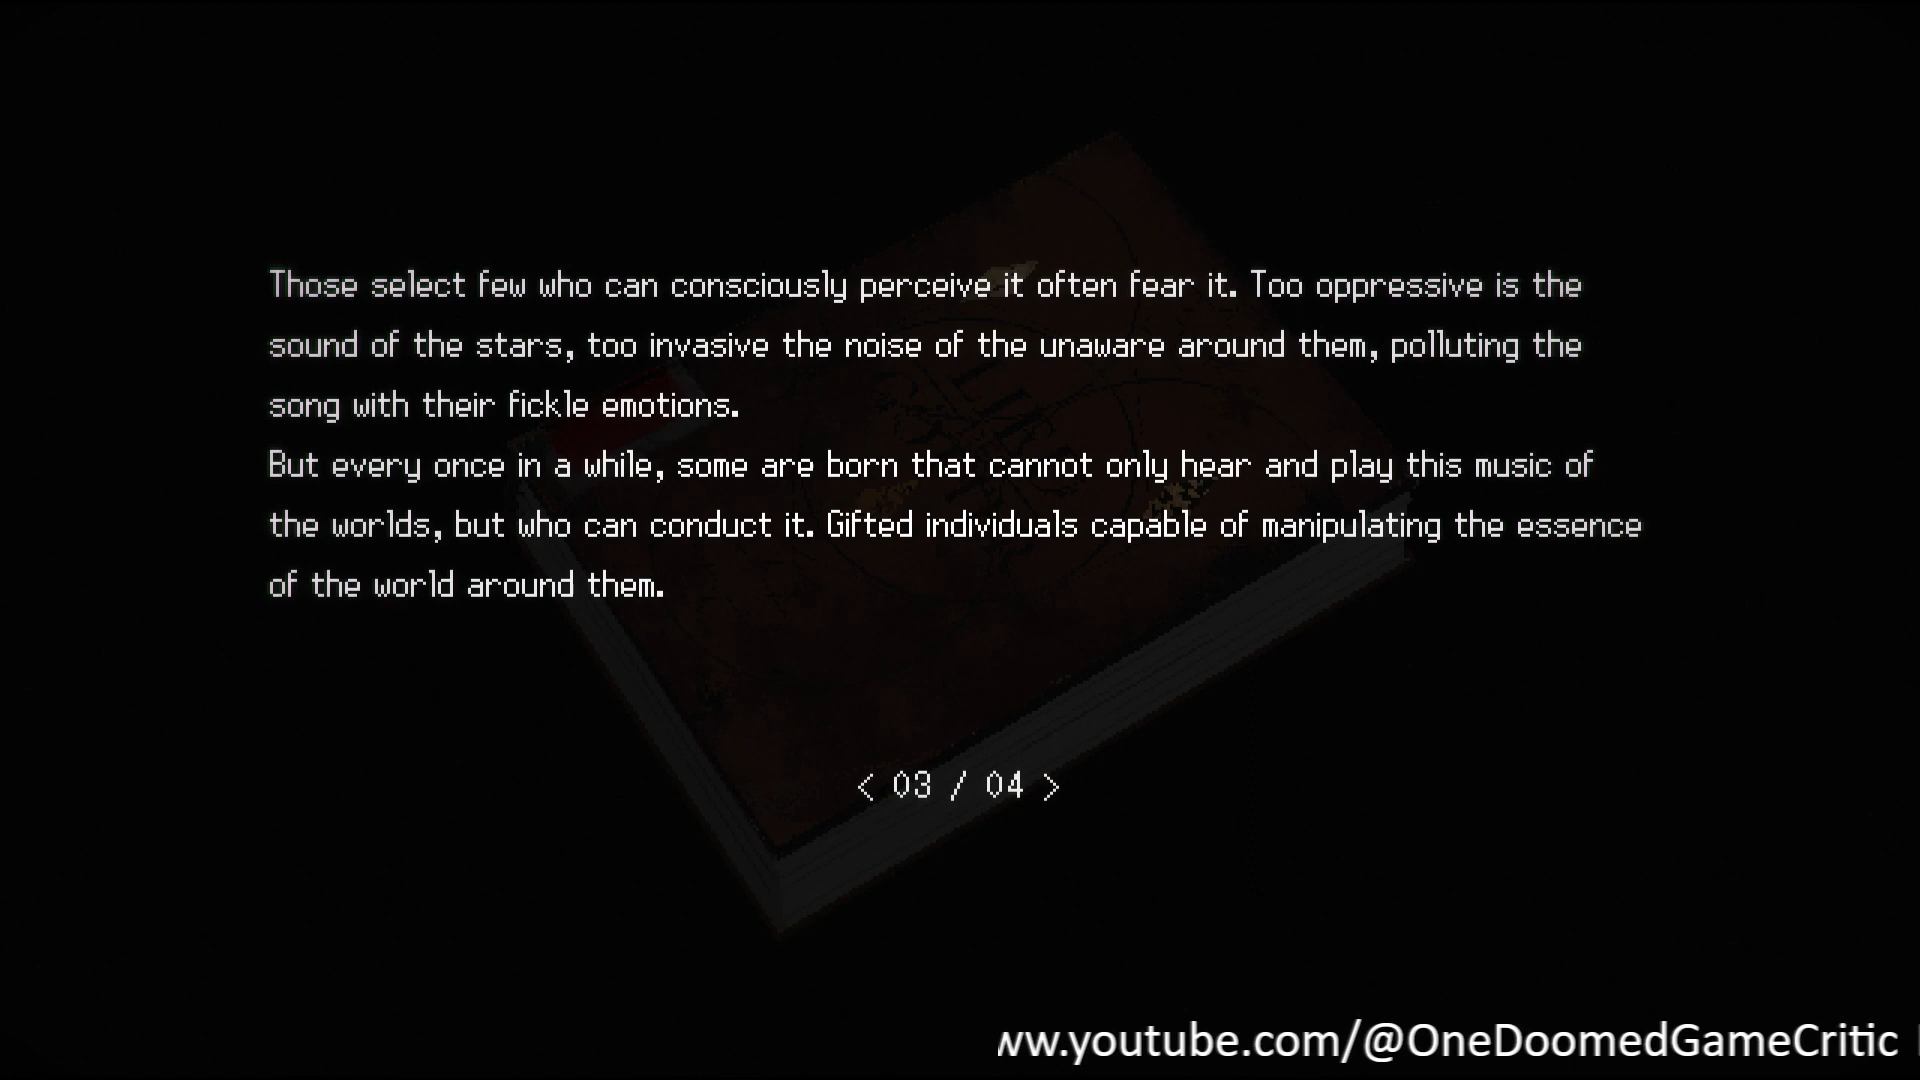 Those select few who can consciously perceive it often fear it. Too oppressive is the
sound of the stars, too invasive the noise of the unaware around them, polluting the
song with their fickle emotions.
But every once in a while, some are born that cannot only hear and play this music of
the worlds, but who can conduct it. Gifted individuals capable of manipulating the essence
of the world around them.
< 03 / 04 >
ww.youtube.com/@OneDoomedGameCritic